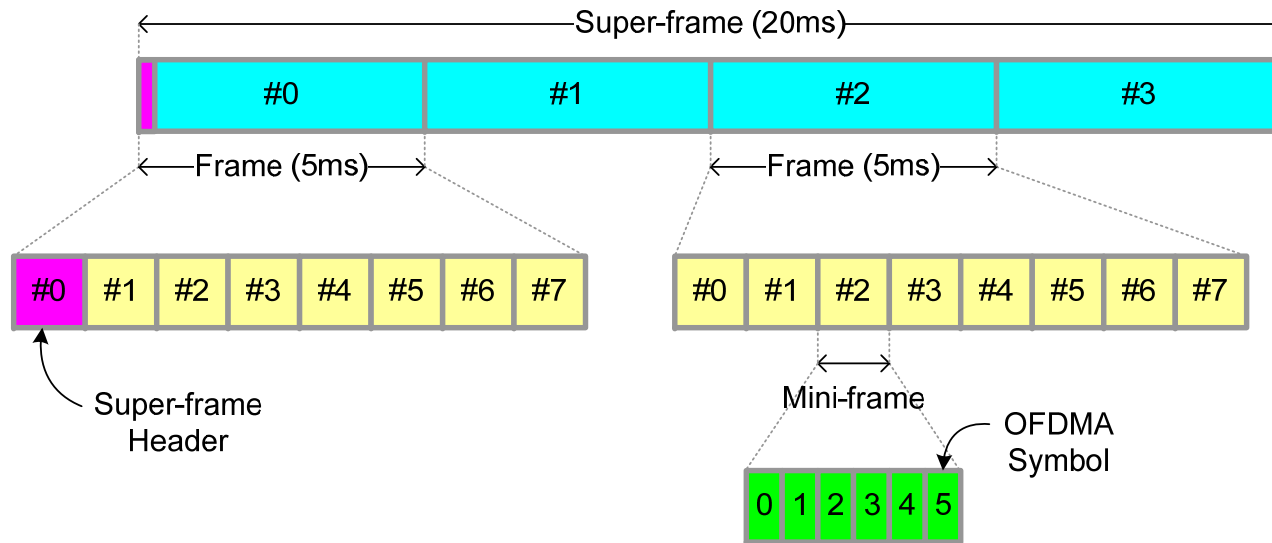 Super-frame (20ms)
#0 #1 #2 #3
Frame (5ms) Frame (5ms)
#0 #1 #2 #3 #4 #5 #6 #7 #0 #1 #2 #3 #4 #5 #6 #7
Mini-frame
Super-frame
Header
OFDMA
Symbol
0 1 2 3 4 5